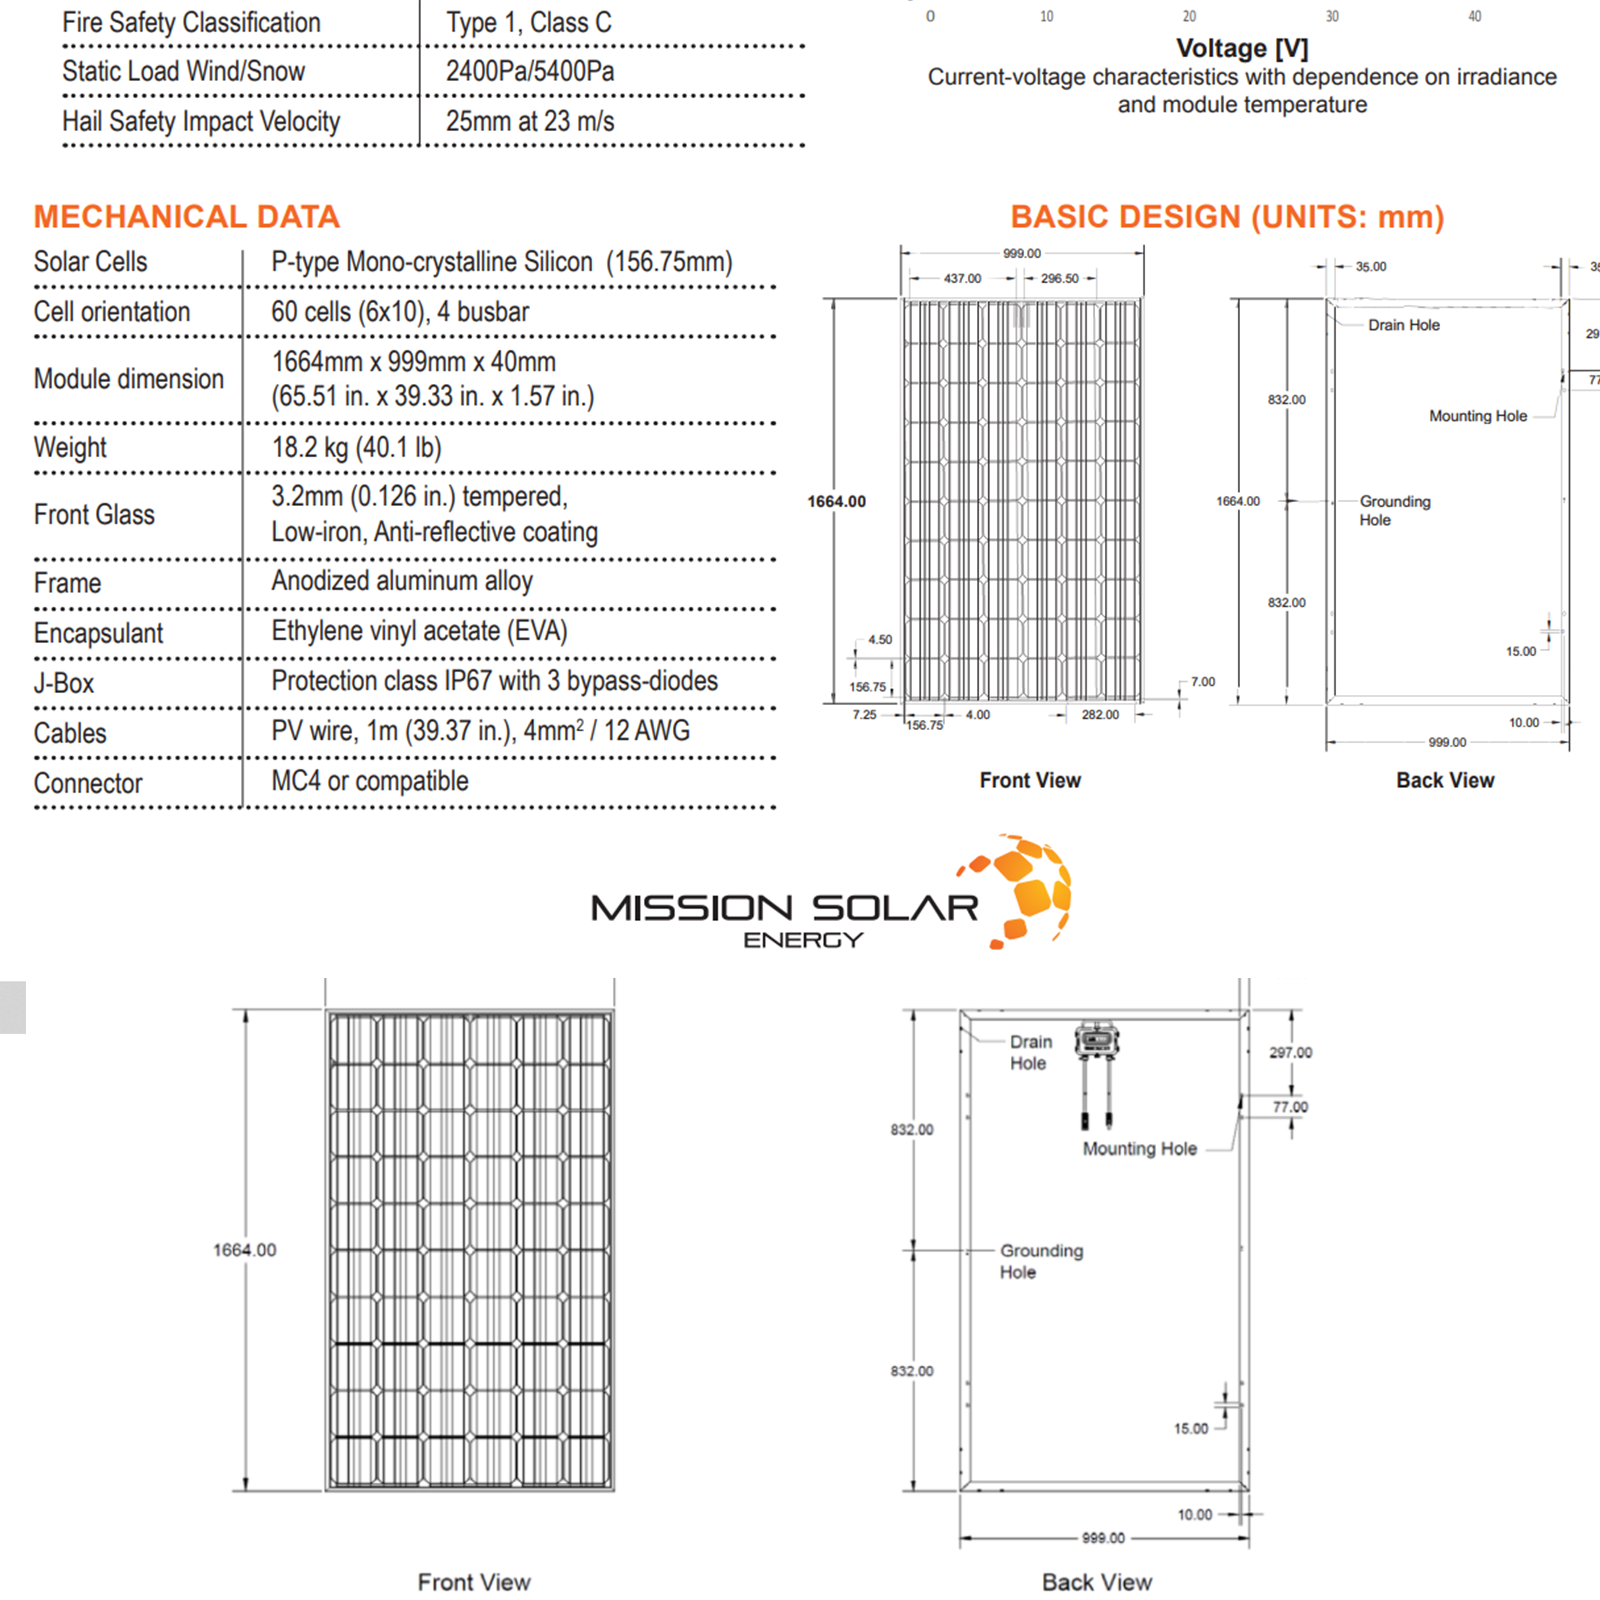 Fire Safety Classification Type 1, Class C
Static Load Wind/Snow 2400Pa/5400Pa
Hail Safety Impact Velocity 25mm at 23 m/s
0 10 20 30 40
Voltage [V]
Current-voltage characteristics with dependence on irradiance
and module temperature
MECHANICAL DATA
Solar Cells P-type Mono-crystalline Silicon (156.75mm)
Cell orientation 60 cells (6x10), 4 busbar
Module dimension 1664mm x 999mm x 40mm
(65.51 in. x 39.33 in. x 1.57 in.)
Weight 18.2 kg (40.1 lb)
Front Glass 3.2mm (0.126 in.) tempered,
Low-iron, Anti-reflective coating
Frame Anodized aluminum alloy
Encapsulant Ethylene vinyl acetate (EVA)
J-Box Protection class IP67 with 3 bypass-diodes
Cables PV wire, 1m (39.37 in.), 4mm² / 12 AWG
Connector MC4 or compatible
BASIC DESIGN (UNITS: mm)
999.00
437.00 296.50
1664.00
4.50
156.75
7.25
156.75
4.00
282.00
7.00
Front View
35.00
35
Drain Hole
29
77
832.00
Mounting Hole
1664.00
Grounding
Hole
832.00
15.00
10.00
999.00
Back View
MISSION SOLAR
ENERGY
1664.00
Front View
Drain
Hole
297.00
77.00
832.00
Mounting Hole
Grounding
Hole
832.00
15.00
10.00
999.00
Back View